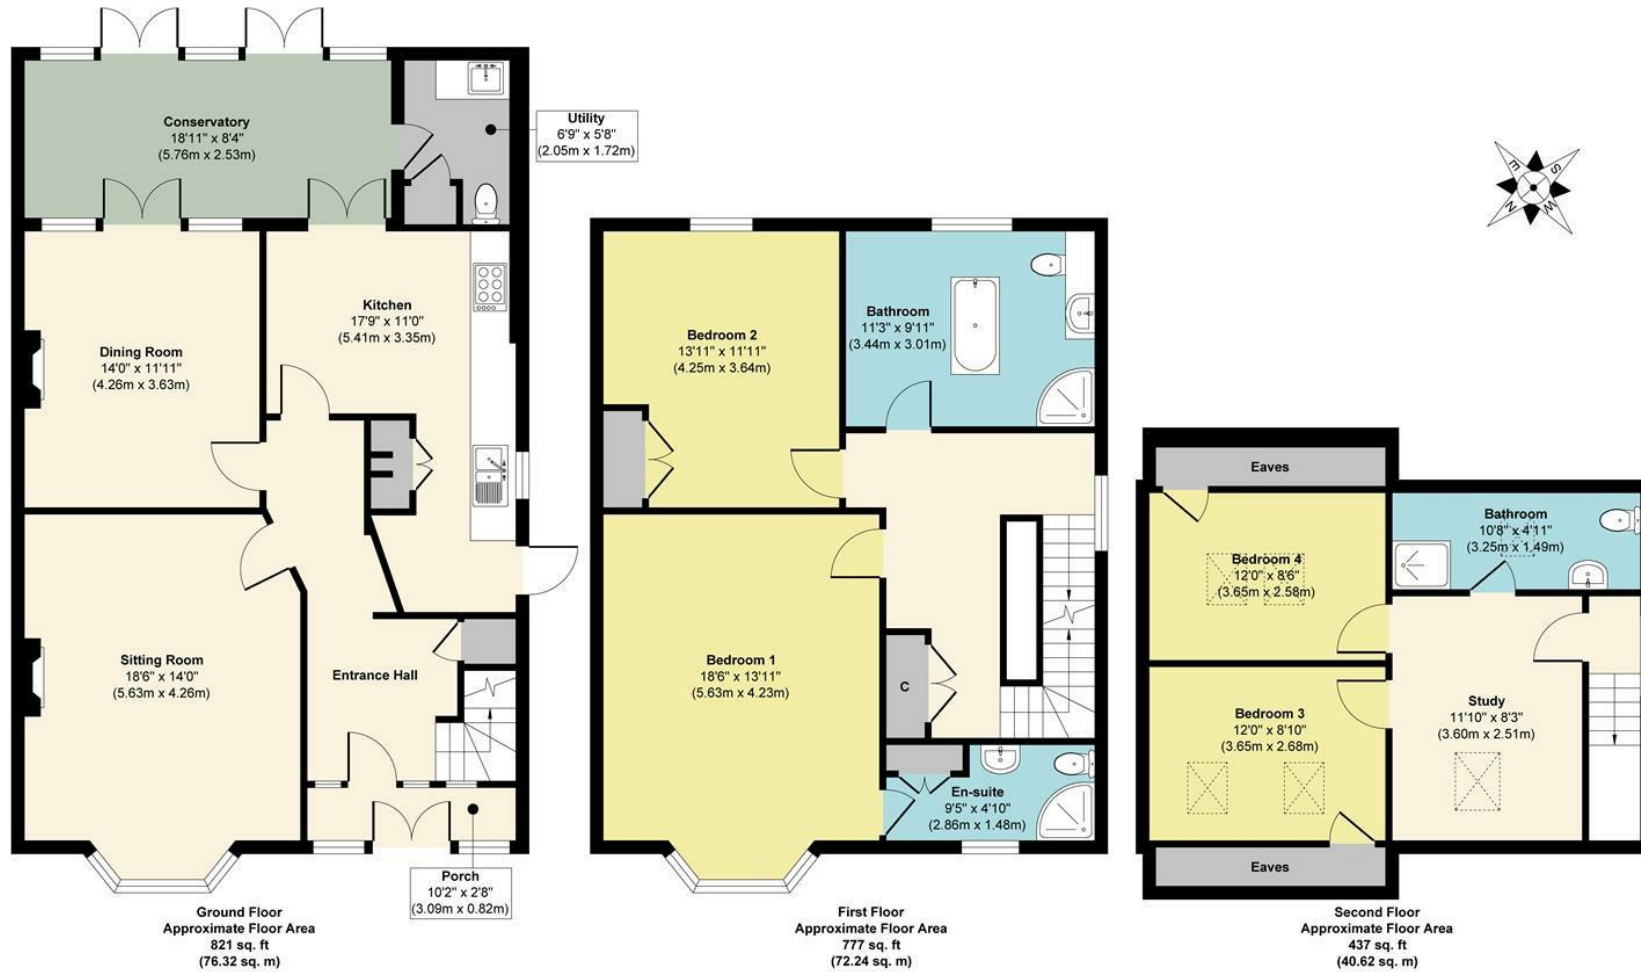 Conservatory
18'11" x 8'4"
(5.76m x 2.53m)
Utility
6'9" x 5'8"
(2.05m x 1.72m)
Kitchen
17'9" x 11'0"
(5.41m x 3.35m)
Dining Room
14'0" x 11'11"
(4.26m x 3.63m)
Sitting Room
18'6" x 14'0"
(5.63m x 4.26m)
Entrance Hall
Porch
10'2" x 2'8"
(3.09m x 0.82m)
Ground Floor
Approximate Floor Area
821 sq. ft
(76.32 sq. m)
Bedroom 2
13'11" x 11'11"
(4.25m x 3.64m)
Bathroom
11'3" x 9'11"
(3.44m x 3.01m)
Bedroom 1
18'6" x 13'11"
(5.63m x 4.23m)
C
En-suite
9'5" x 4'10"
(2.86m x 1.48m)
First Floor
Approximate Floor Area
777 sq. ft
(72.24 sq. m)
E
S
N
W
Eaves
Bathroom
10'8" x 4'11"
(3.25m x 1.49m)
Bedroom 4
12'0" x 8'6"
(3.65m x 2.58m)
Bedroom 3
12'0" x 8'10"
(3.65m x 2.68m)
Study
11'10" x 8'3"
(3.60m x 2.51m)
Eaves
Second Floor
Approximate Floor Area
437 sq. ft
(40.62 sq. m)